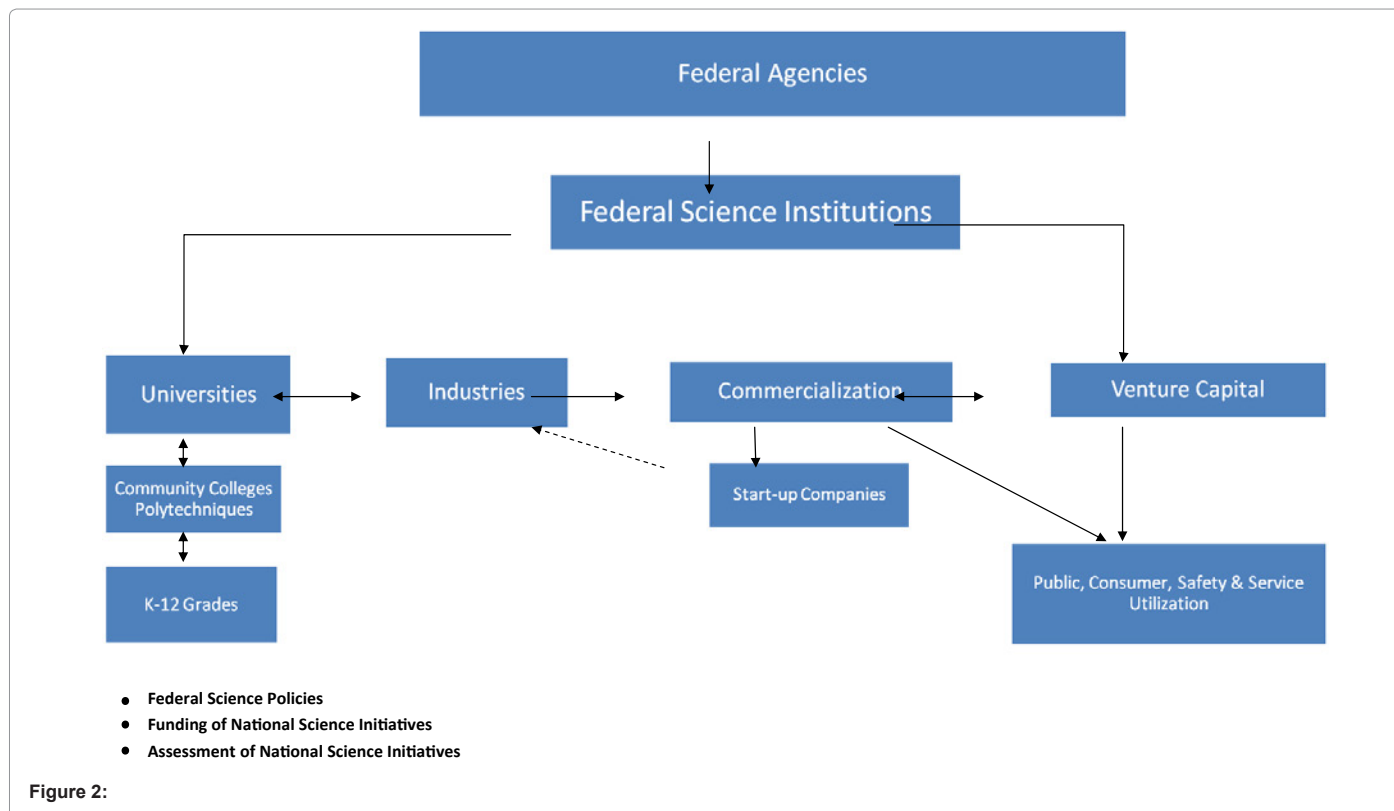 Federal Agencies
Federal Science Institutions
Universities
Industries
Commercialization
Venture Capital
Community Colleges
Polytechniques
Start-up Companies
K-12 Grades
Public, Consumer, Safety & Service
Utilization
• Federal Science Policies
• Funding of National Science Initiatives
• Assessment of National Science Initiatives
Figure 2: